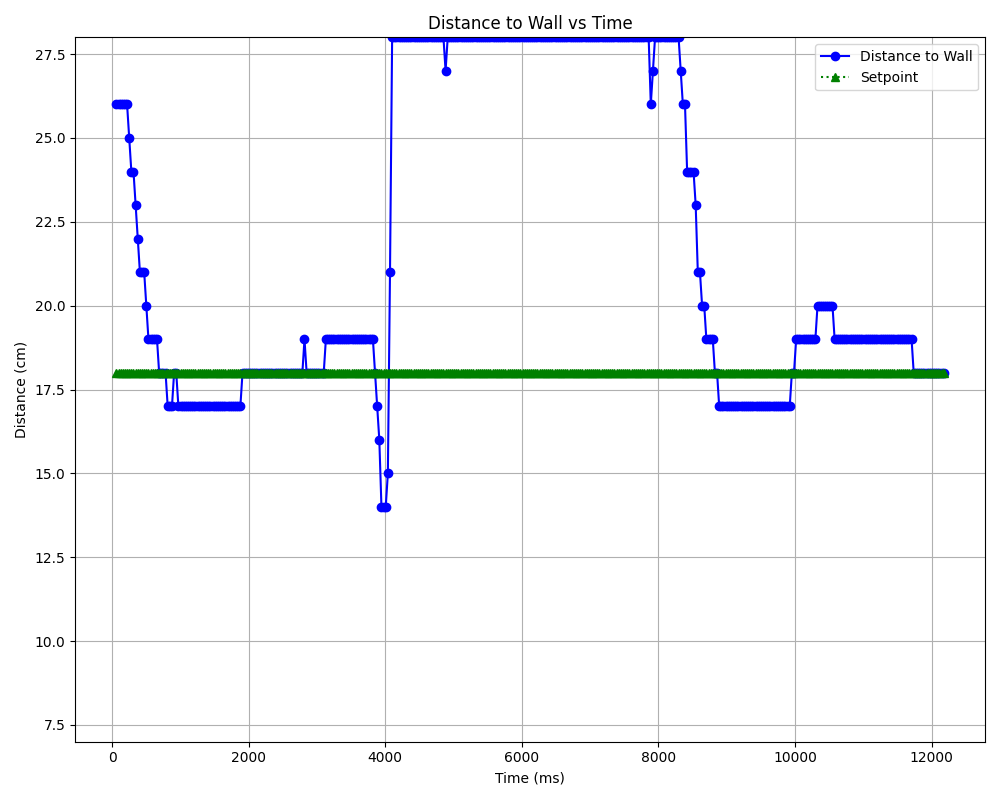 Distance to Wall vs Time
Distance to Wall
Setpoint
27.5
25.0
22.5
20.0
17.5
15.0
12.5
10.0
7.5
Distance (cm)
0 2000 4000 6000 8000 10000 12000
Time (ms)